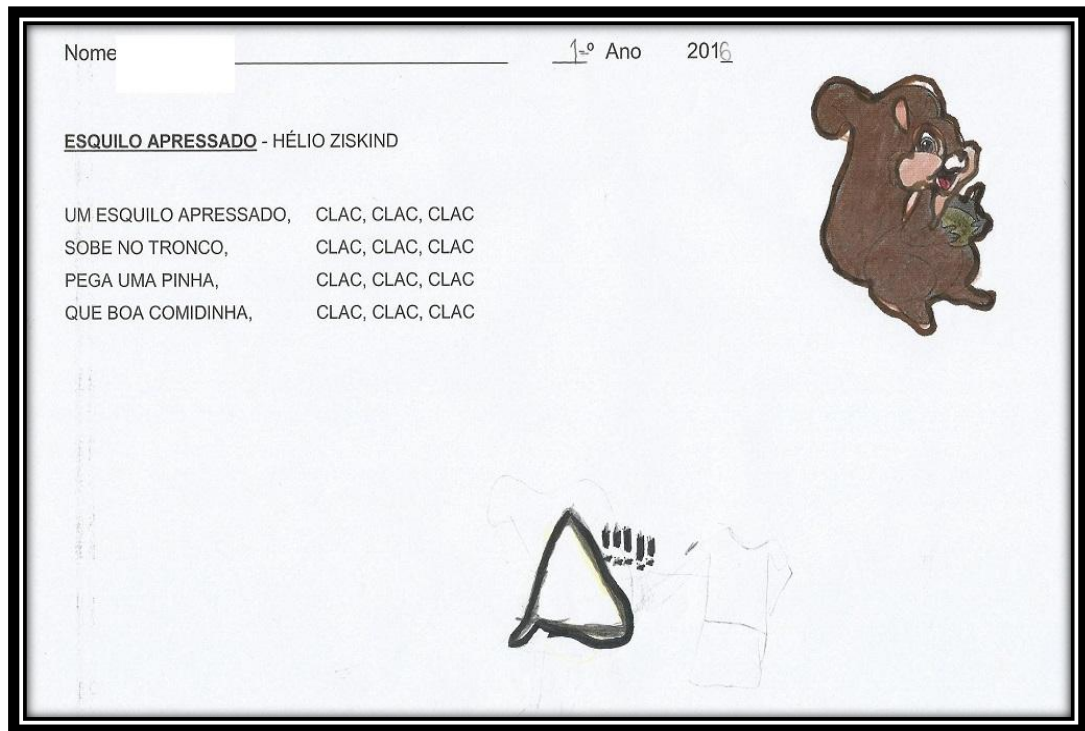 Nome 1º Ano 2016
ESQUILO APRESSADO - HÉLIO ZISKIND
UM ESQUILO APRESSADO, CLAC, CLAC, CLAC
SOBE NO TRONCO, CLAC, CLAC, CLAC
PEGA UMA PINHA, CLAC, CLAC, CLAC
QUE BOA COMIDINHA, CLAC, CLAC, CLAC